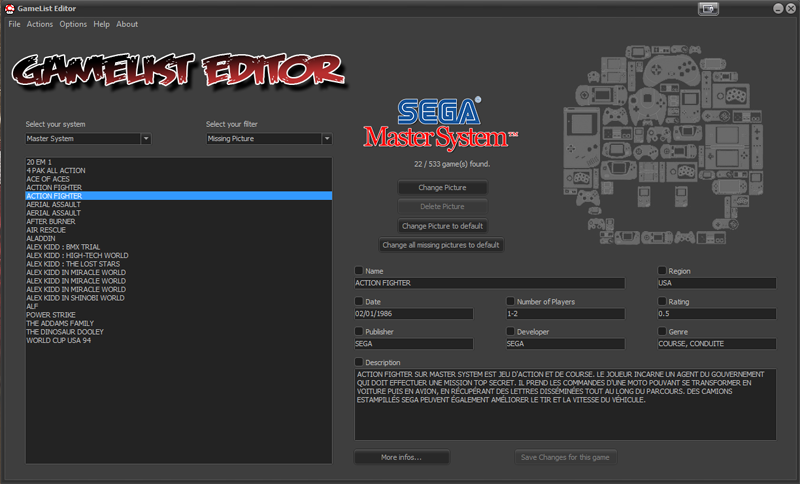 GameList Editor
File Actions Options Help About
GAMELIST EDITOR
Select your system
Select your filter
Master System
Missing Picture
SEGA®
Master System™
22 / 533 game(s) found.
20 EM 1
4 PAK ALL ACTION
ACE OF ACES
ACTION FIGHTER
ACTION FIGHTER
AERIAL ASSAULT
AERIAL ASSAULT
AFTER BURNER
AIR RESCUE
ALADDIN
ALEX KIDD : BMX TRIAL
ALEX KIDD : HIGH-TECH WORLD
ALEX KIDD : THE LOST STARS
ALEX KIDD IN MIRACLE WORLD
ALEX KIDD IN MIRACLE WORLD
ALEX KIDD IN MIRACLE WORLD
ALEX KIDD IN SHINOBI WORLD
ALF
POWER STRIKE
THE ADDAMS FAMILY
THE DINOSAUR DOOLEY
WORLD CUP USA 94
Change Picture
Delete Picture
Change Picture to default
Change all missing pictures to default
Name
Region
ACTION FIGHTER
USA
Date
Number of Players
Rating
02/01/1986
1-2
0.5
Publisher
Developer
Genre
SEGA
SEGA
COURSE, CONDUITE
Description
ACTION FIGHTER SUR MASTER SYSTEM EST JEU D'ACTION ET DE COURSE. LE JOUEUR INCARNE UN AGENT DU GOUVERNEMENT
QUI DOIT EFFECTUER UNE MISSION TOP SECRET. IL PREND LES COMMANDES D'UNE MOTO POUVANT SE TRANSFORMER EN
VOITURE PUIS EN AVION, EN RÉCUPÉRANT DES LETTRES DISSÉMINÉES TOUT AU LONG DU PARCOURS. DES CAMIONS
ESTAMPILLÉS SEGA PEUVENT ÉGALEMENT AMÉLIORER LE TIR ET LA VITESSE DU VÉHICULE.
More infos...
Save Changes for this game